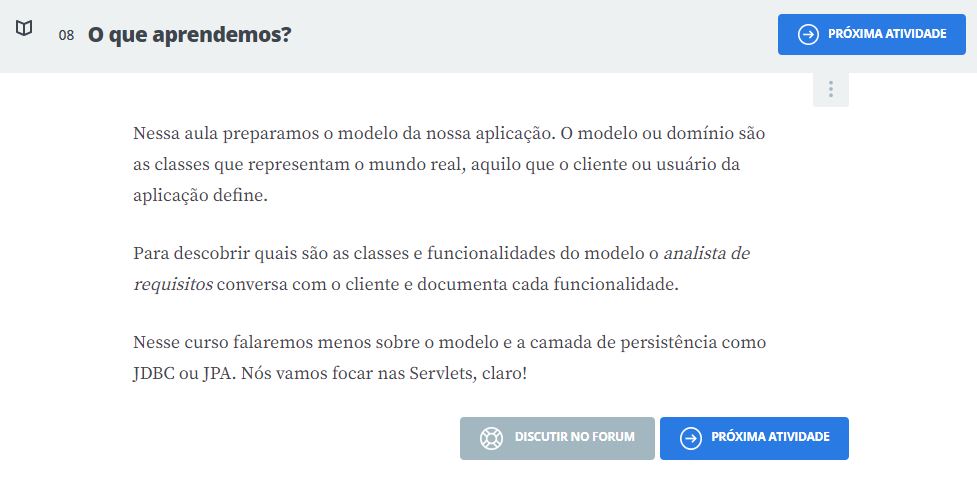 08 O que aprendemos?
PRÓXIMA ATIVIDADE
Nessa aula preparamos o modelo da nossa aplicação. O modelo ou domínio são
as classes que representam o mundo real, aquilo que o cliente ou usuário da
aplicação define.
Para descobrir quais são as classes e funcionalidades do modelo o analista de
requisitos conversa com o cliente e documenta cada funcionalidade.
Nesse curso falaremos menos sobre o modelo e a camada de persistência como
JDBC ou JPA. Nós vamos focar nas Servlets, claro!
DISCUTIR NO FORUM
PRÓXIMA ATIVIDADE